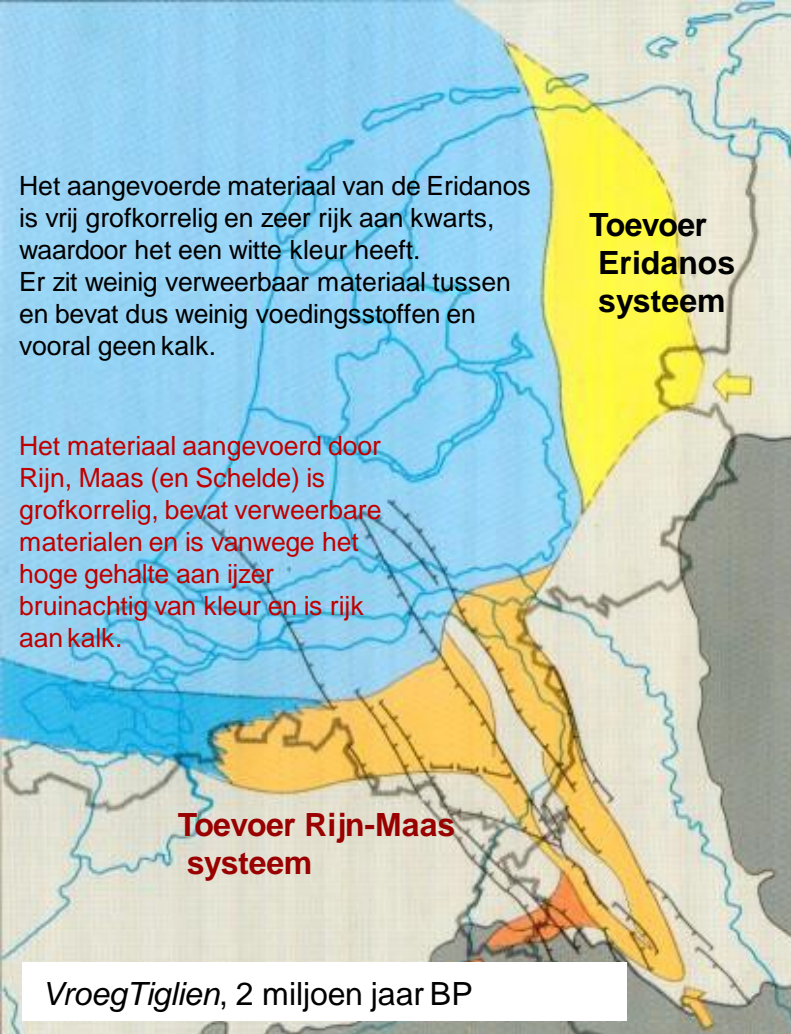 Het aangevoerde materiaal van de Eridanos
is vrij grofkorrelig en zeer rijk aan kwarts,
waardoor het een witte kleur heeft.
Er zit weinig verweerbaar materiaal tussen
en bevat dus weinig voedingsstoffen en
vooral geen kalk.
Toevoer
Eridanos
systeem
Het materiaal aangevoerd door
Rijn, Maas (en Schelde) is
grofkorrelig, bevat verweerbare
materialen en is vanwege het
hoge gehalte aan ijzer
bruinachtig van kleur en is rijk
aan kalk.
Toevoer Rijn-Maas
systeem
VroegTiglien, 2 miljoen jaar BP